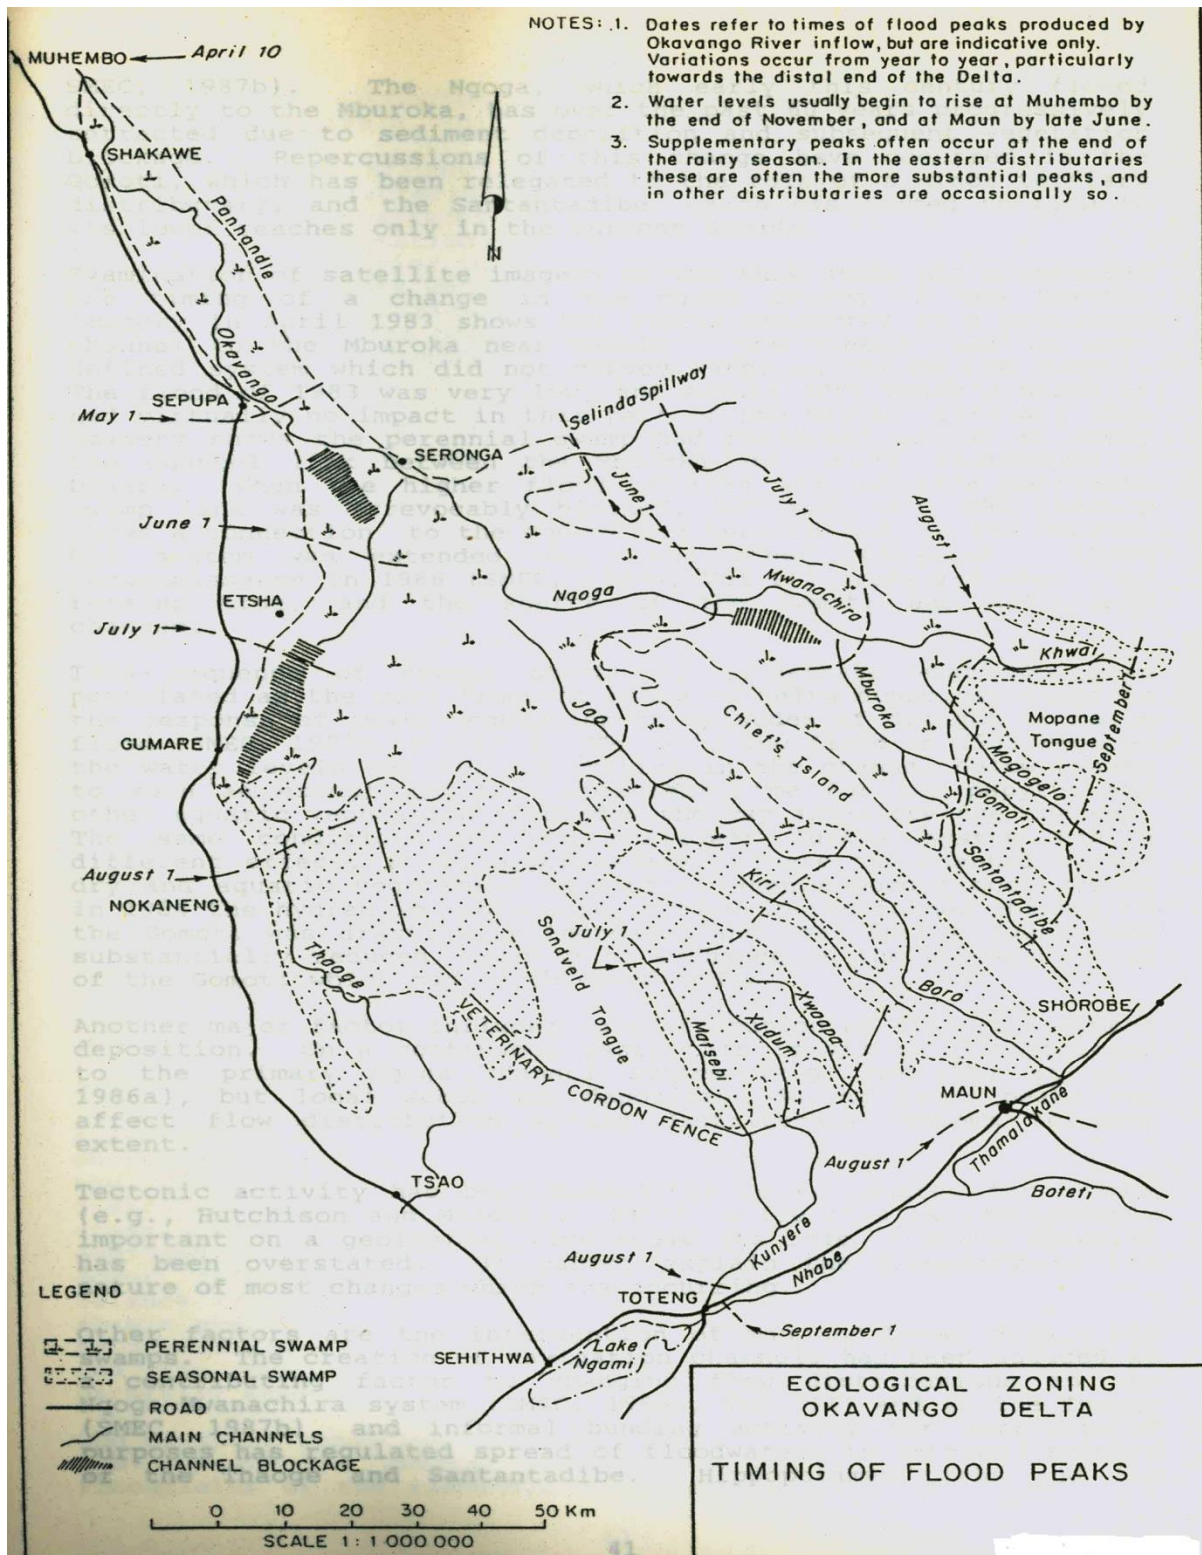 NOTES: .1. Dates refer to times of flood peaks produced by
Okavango River inflow, but are indicative only.
Variations occur from year to year, particularly
towards the distal end of the Delta.
2. Water levels usually begin to rise at Muhembo by
the end of November, and at Maun by late June.
3. Supplementary peaks often occur at the end of
the rainy season. In the eastern distributaries
these are often the more substantial peaks, and
in other distributaries are occasionally so.
MUHEMBO
April 10
SHAKAWE
Panhandle
N
Okavango
SEPUPA
May 1
Selinda Spillway
SERONGA
June 1
July 1
August 1
June 1
ETSHA
Nqoga
Mwanachira
Khwai
July 1
Mburoka
Jao
Chief's Island
Mopane
Tongue
September 1
GUMARE
Mogogelo
Gomoti
Santantadibe
August 1
NOKANENG
Kiri
July 1
Sandveld Tongue
Thaoge
Boro
SHOROBE
VETERINARY CORDON FENCE
Matsebi
Xudum
Xwaapa
MAUN
Thamalakane
August 1
Boteti
TSAO
Kunyere
Nhabe
August 1
TOTENG
September 1
Lake
Ngami
SEHITHWA
LEGEND
PERENNIAL SWAMP
SEASONAL SWAMP
ROAD
MAIN CHANNELS
CHANNEL BLOCKAGE
0 10 20 30 40 50 Km
SCALE 1 : 1 000 000
ECOLOGICAL ZONING
OKAVANGO DELTA
TIMING OF FLOOD PEAKS
41